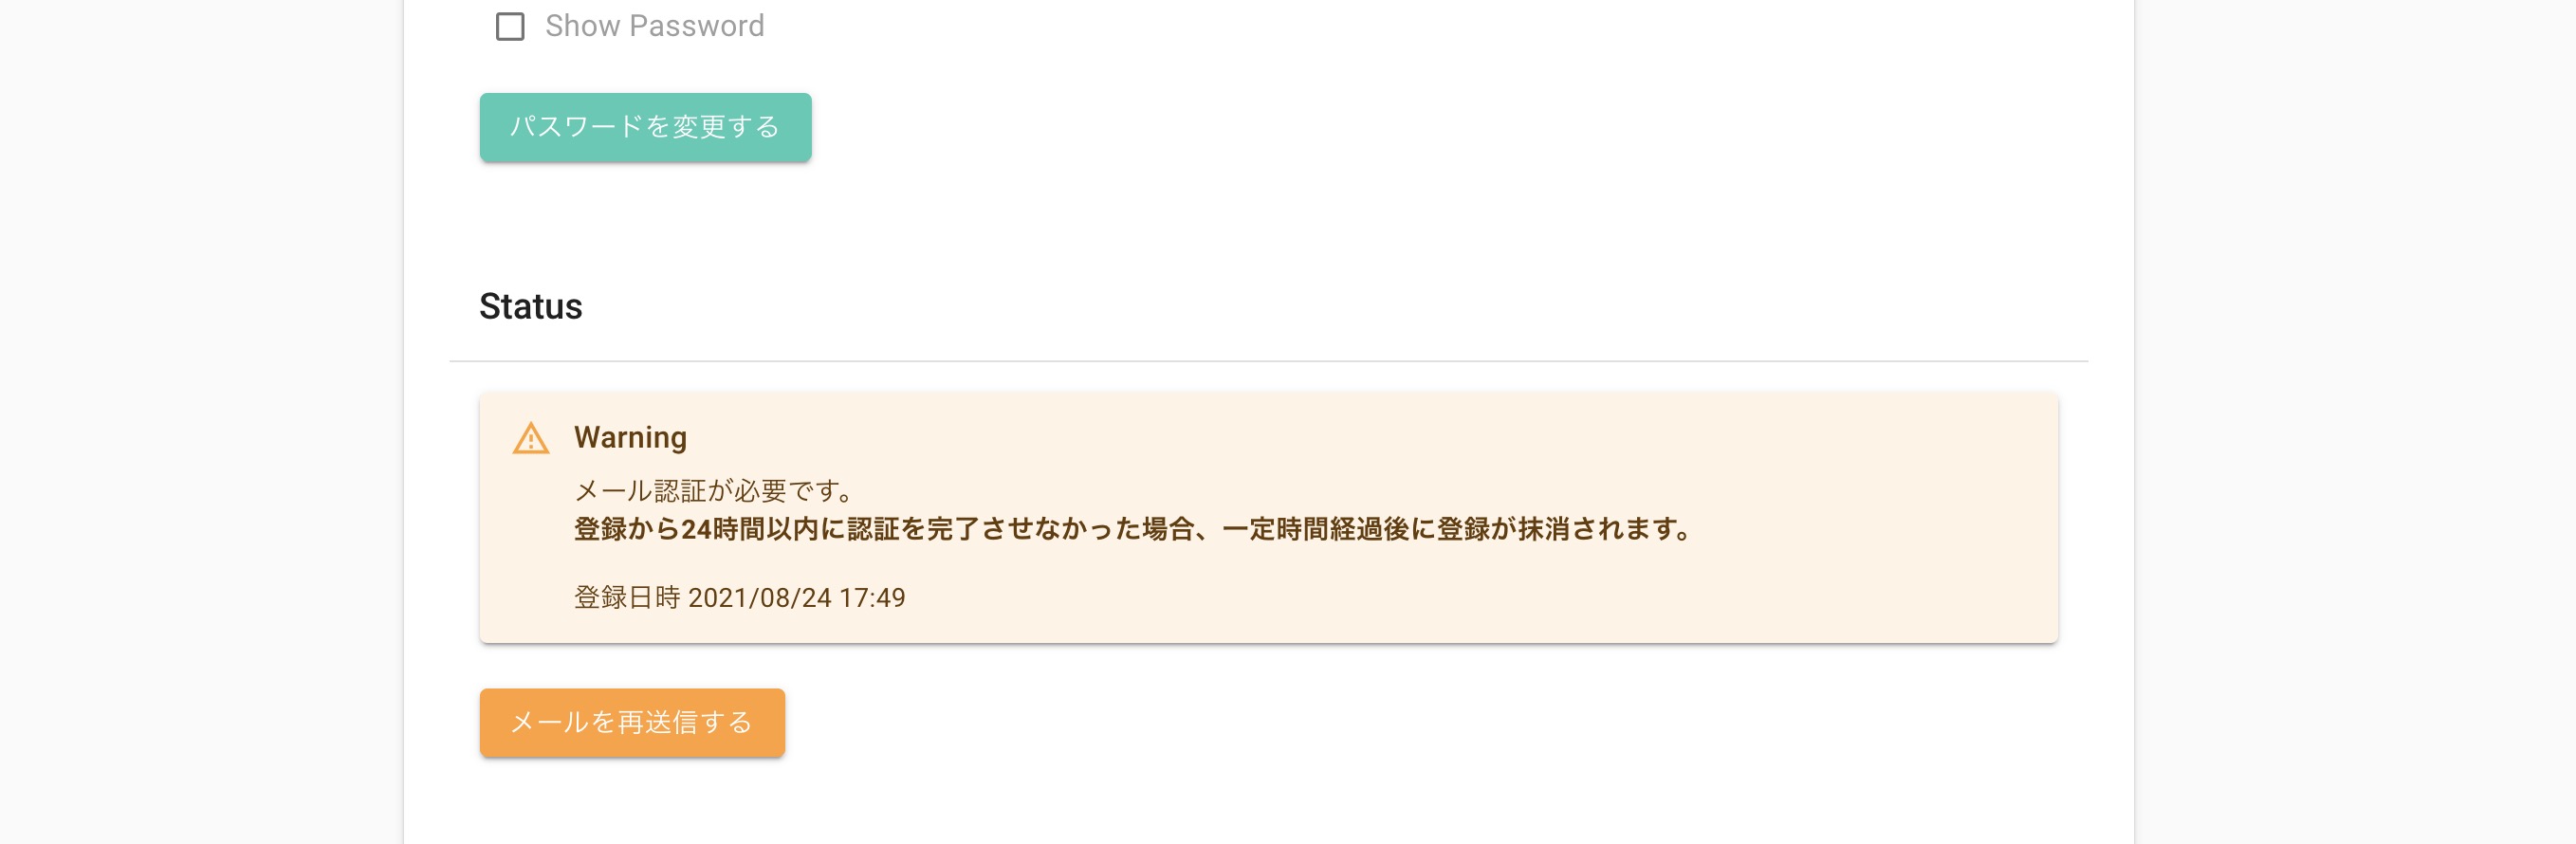 Show Password
パスワードを変更する
Status
Warning
メール認証が必要です。
登録から24時間以内に認証を完了させなかった場合、一定時間経過後に登録が抹消されます。
登録日時 2021/08/24 17:49
メールを再送信する